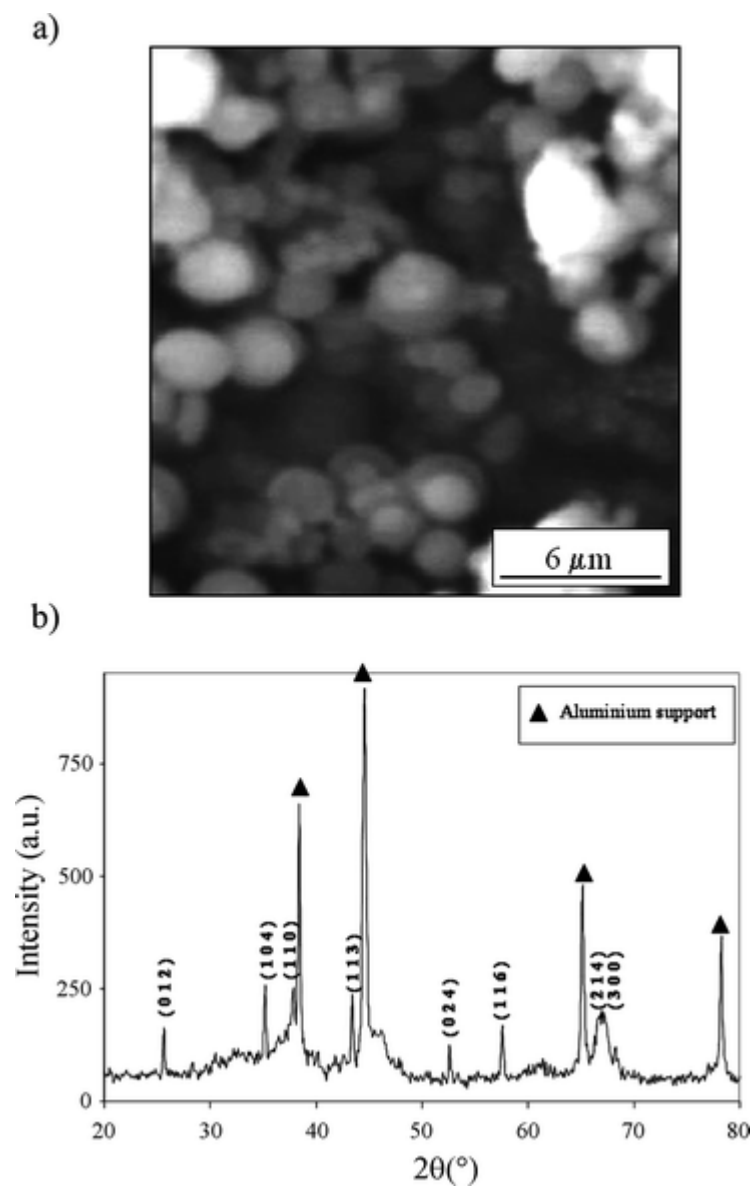 a)
6 μm
b)
▲ Aluminium support
Intensity (a.u.)
750
500
250
0
(012)
(104)
(110)
(113)
(024)
(116)
(214)
(300)
20 30 40 50 60 70 80
2θ(°)